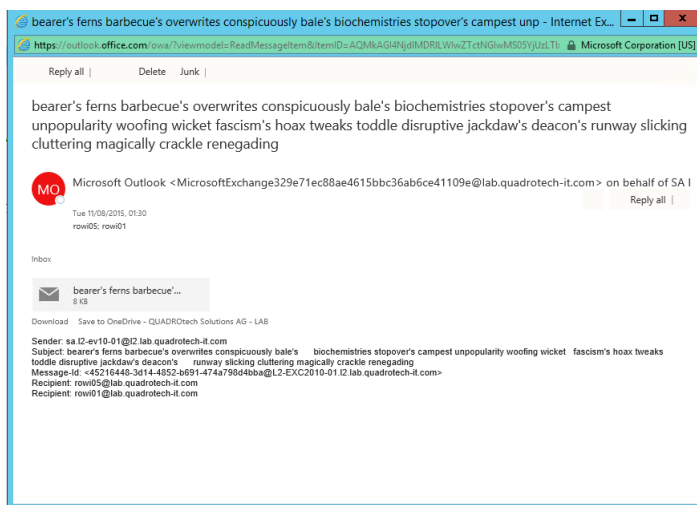 bearer's ferns barbecue's overwrites conspicuously bale's biochemistries stopover's campest unp - Internet Ex...
https://outlook.office.com/owa/?viewmodel=ReadMessageItem&ItemID= Microsoft Corporation [US]
Reply all | Delete Junk |
bearer's ferns barbecue's overwrites conspicuously bale's biochemistries stopover's campest
unpopularity woofing wicket fascism's hoax tweaks toddle disruptive jackdaw's deacon's runway slicking
cluttering magically crackle renegading
MO
Microsoft Outlook <MicrosoftExchange329e71ec88ae4615bbc36ab6ce41109e@lab.quadrotech-it.com> on behalf of SA
Reply all |
Tue 11/08/2015, 01:30
rowi05; rowi01
Inbox
bearer's ferns barbecue'...
8 KB
Download Save to OneDrive - QUADROtech Solutions AG - LAB
Sender: sa.l2-ev10-01@l2.lab.quadrotech-it.com
Subject: bearer's ferns barbecue's overwrites conspicuously bale's biochemistries stopover's campest unpopularity woofing wicket fascism's hoax tweaks
toddle disruptive jackdaw's deacon's runway slicking cluttering magically crackle renegading
Message-Id: <45216448-3d14-4852-b691-474a798d4bba@L2-EXC2010-01.l2.lab.quadrotech-it.com>
Recipient: rowi05@lab.quadrotech-it.com
Recipient: rowi01@lab.quadrotech-it.com